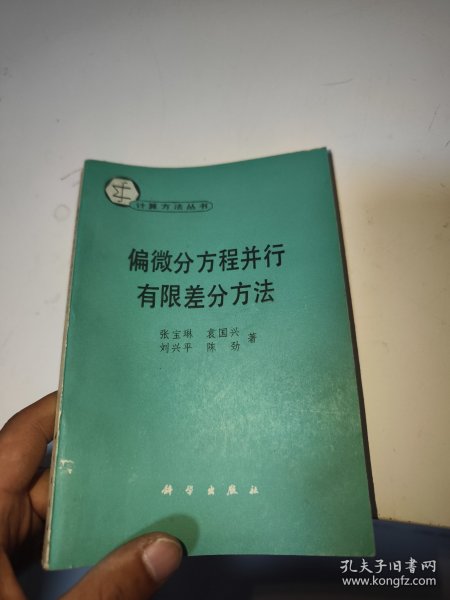 计算方法丛书
偏微分方程并行
有限差分方法
张宝琳 袁国兴
刘兴平 陈劲 著
科学出版社
孔夫子旧书网
www.kongfz.com